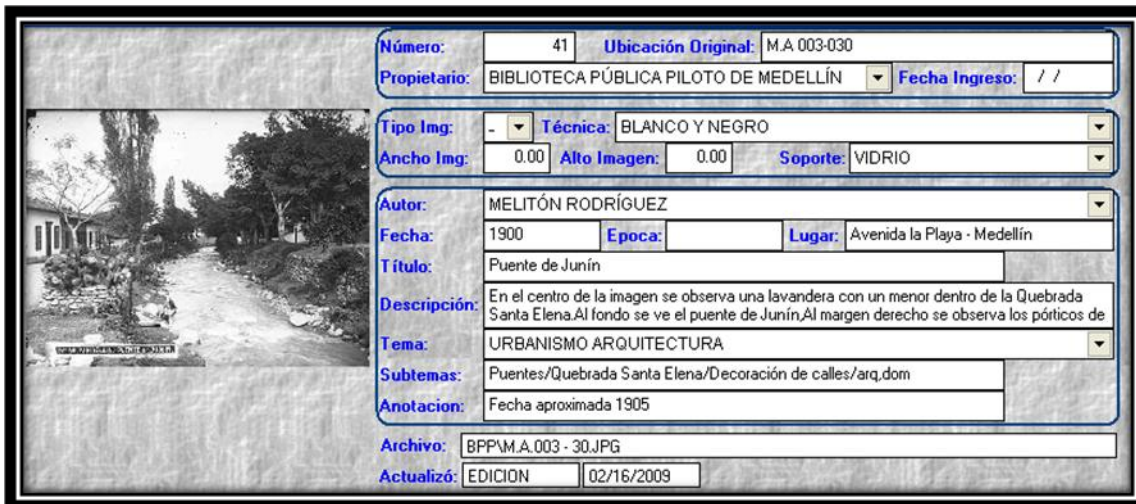 Número: 41 Ubicación Original: M.A 003-030
Propietario: BIBLIOTECA PÚBLICA PILOTO DE MEDELLÍN Fecha Ingreso: / /
Tipo Img: - Técnica: BLANCO Y NEGRO
Ancho Img: 0.00 Alto Imagen: 0.00 Soporte: VIDRIO
Autor: MELITÓN RODRÍGUEZ
Fecha: 1900 Epoca: Lugar: Avenida la Playa - Medellín
Título: Puente de Junín
Descripción: En el centro de la imagen se observa una lavandera con un menor dentro de la Quebrada
Santa Elena.Al fondo se ve el puente de Junín,Al margen derecho se observa los pórticos de
Tema: URBANISMO ARQUITECTURA
Subtemas: Puentes/Quebrada Santa Elena/Decoración de calles/arq,dom
Anotacion: Fecha aproximada 1905
Archivo: BPP\M.A.003 - 30.JPG
Actualizó: EDICION 02/16/2009